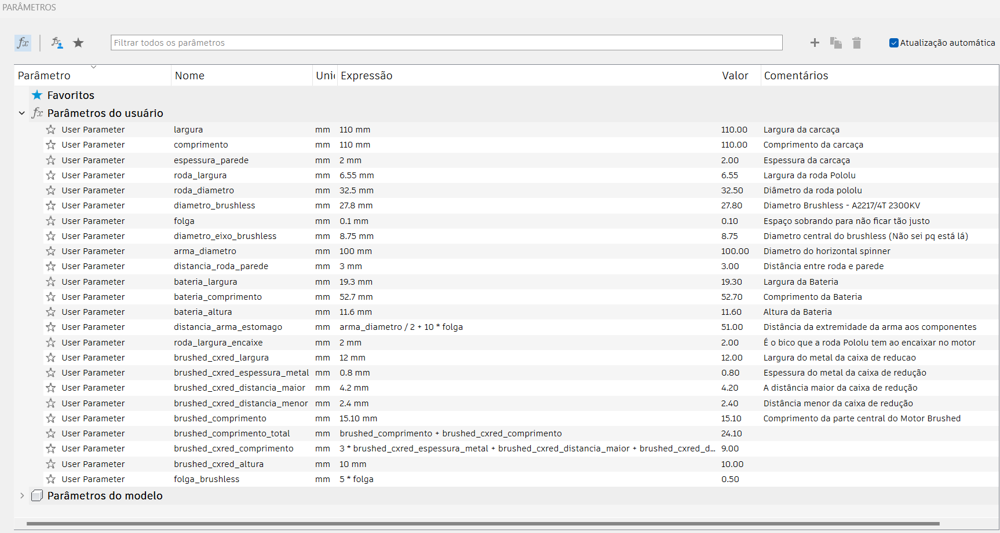 PARÂMETROS
fx Filtrar todos os parâmetros Atualização automática
Parâmetro Nome Unic Expressão Valor Comentários
Favoritos
fx Parâmetros do usuário
User Parameter largura mm 110 mm 110.00 Largura da carcaça
User Parameter comprimento mm 110 mm 110.00 Comprimento da carcaça
User Parameter espessura_parede mm 2 mm 2.00 Espessura da carcaça
User Parameter roda_largura mm 6.55 mm 6.55 Largura da roda Pololu
User Parameter roda_diametro mm 32.5 mm 32.50 Diâmetro da roda pololu
User Parameter diametro_brushless mm 27.8 mm 27.80 Diametro Brushless - A2217/4T 2300KV
User Parameter folga mm 0.1 mm 0.10 Espaço sobrando para não ficar tão justo
User Parameter diametro_eixo_brushless mm 8.75 mm 8.75 Diametro central do brushless (Não sei pq está lá)
User Parameter arma_diametro mm 100 mm 100.00 Diametro do horizontal spinner
User Parameter distancia_roda_parede mm 3 mm 3.00 Distância entre roda e parede
User Parameter bateria_largura mm 19.3 mm 19.30 Largura da Bateria
User Parameter bateria_comprimento mm 52.7 mm 52.70 Comprimento da Bateria
User Parameter bateria_altura mm 11.6 mm 11.60 Altura da Bateria
User Parameter distancia_arma_estomago mm arma_diametro / 2 + 10 * folga 51.00 Distância da extremidade da arma aos componentes
User Parameter roda_largura_encaixe mm 2 mm 2.00 É o bico que a roda Pololu tem ao encaixar no motor
User Parameter brushed_cxred_largura mm 12 mm 12.00 Largura do metal da caixa de reducao
User Parameter brushed_cxred_espessura_metal mm 0.8 mm 0.80 Espessura do metal da caixa de redução
User Parameter brushed_cxred_distancia_maior mm 4.2 mm 4.20 A distância maior da caixa de redução
User Parameter brushed_cxred_distancia_menor mm 2.4 mm 2.40 Distância menor da caixa de redução
User Parameter brushed_comprimento mm 15.10 mm 15.10 Comprimento da parte central do Motor Brushed
User Parameter brushed_comprimento_total mm brushed_comprimento + brushed_cxred_comprimento 24.10
User Parameter brushed_cxred_comprimento mm 3 * brushed_cxred_espessura_metal + brushed_cxred_distancia_maior + brushed_cxred_d... 9.00
User Parameter brushed_cxred_altura mm 10 mm 10.00
User Parameter folga_brushless mm 5 * folga 0.50
Parâmetros do modelo